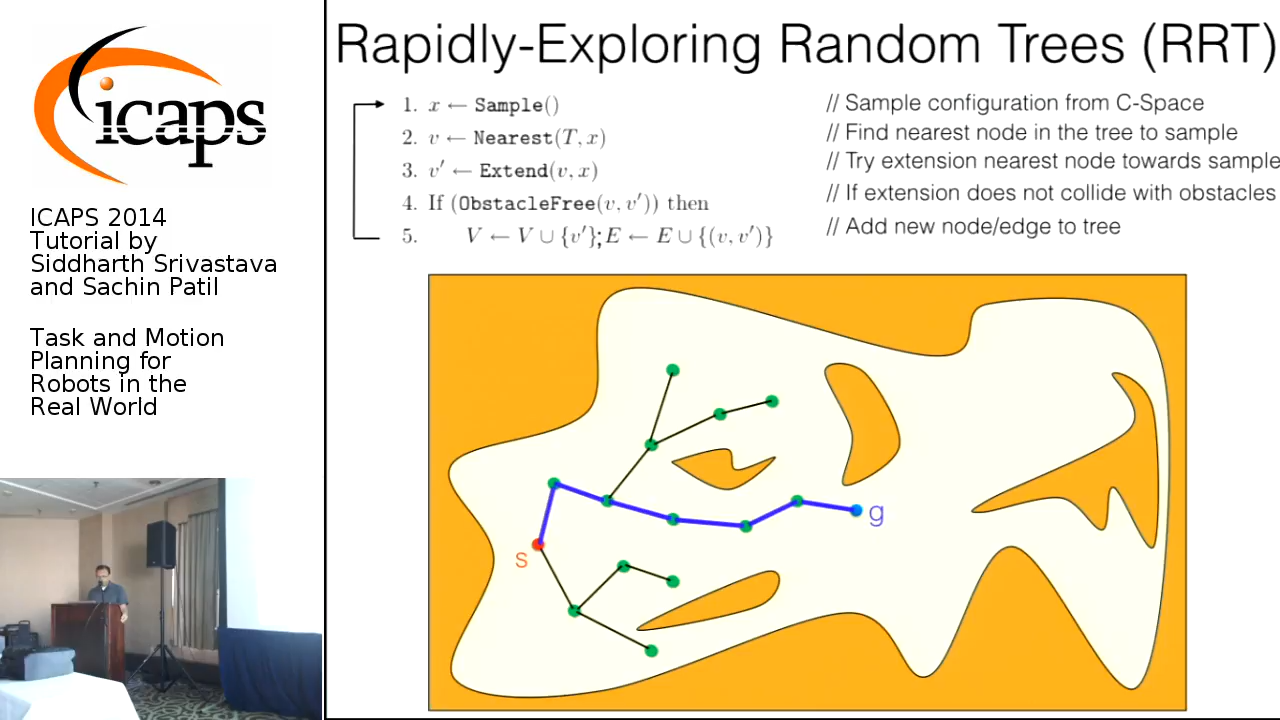 icaps
ICAPS 2014
Tutorial by
Siddharth Srivastava
and Sachin Patil
Task and Motion
Planning for
Robots in the
Real World
Rapidly-Exploring Random Trees (RRT)
1. x ← Sample() // Sample configuration from C-Space
2. v ← Nearest(T, x) // Find nearest node in the tree to sample
3. v′ ← Extend(v, x) // Try extension nearest node towards sample
4. If (ObstacleFree(v, v′)) then // If extension does not collide with obstacles
5. V ← V ∪ {v′}; E ← E ∪ {(v, v′)} // Add new node/edge to tree
g
s